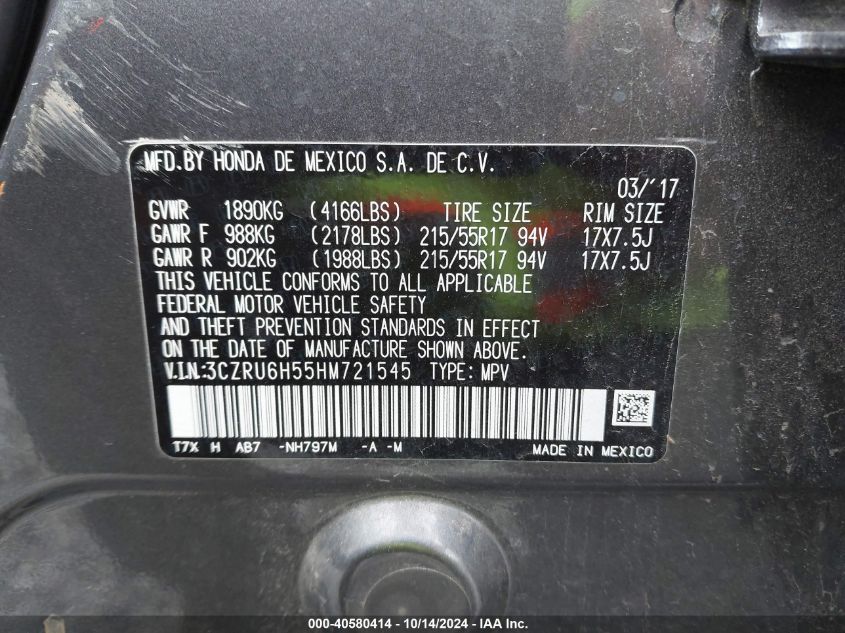 MFD.BY HONDA DE MEXICO S.A. DE C.V.
03/'17
GVWR 1890KG (4166LBS) TIRE SIZE RIM SIZE
GAWR F 988KG (2178LBS) 215/55R17 94V 17X7.5J
GAWR R 902KG (1988LBS) 215/55R17 94V 17X7.5J
THIS VEHICLE CONFORMS TO ALL APPLICABLE
FEDERAL MOTOR VEHICLE SAFETY
AND THEFT PREVENTION STANDARDS IN EFFECT
ON THE DATE OF MANUFACTURE SHOWN ABOVE.
V.I.N.:3CZRU6H55HM721545 TYPE: MPV
T7X H AB7 -NH797M -A -M
MADE IN MEXICO
000-40580414 - 10/14/2024 - IAA Inc.